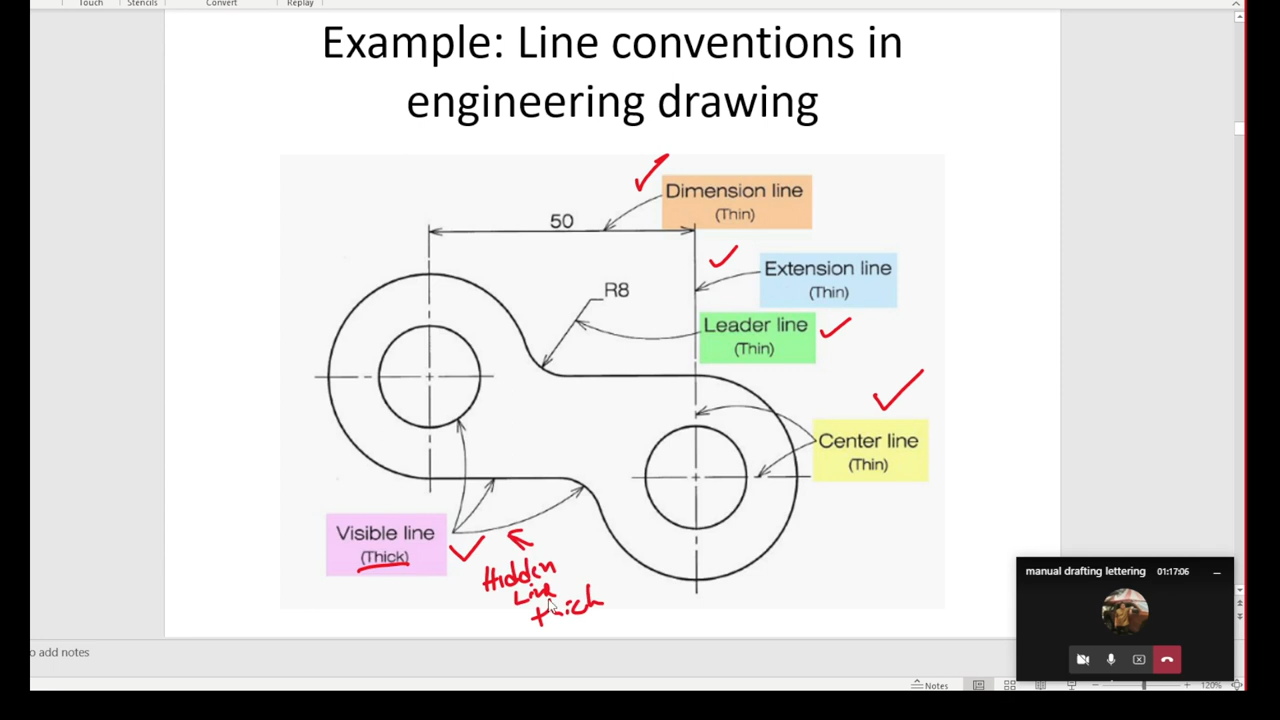 Touch Stencils Convert Replay
Example: Line conventions in
engineering drawing
Dimension line
(Thin)
50
Extension line
(Thin)
R8
Leader line
(Thin)
Center line
(Thin)
Visible line
(Thick)
Hidden
Line
thick
manual drafting lettering 01:17:06
o add notes
Notes
120%